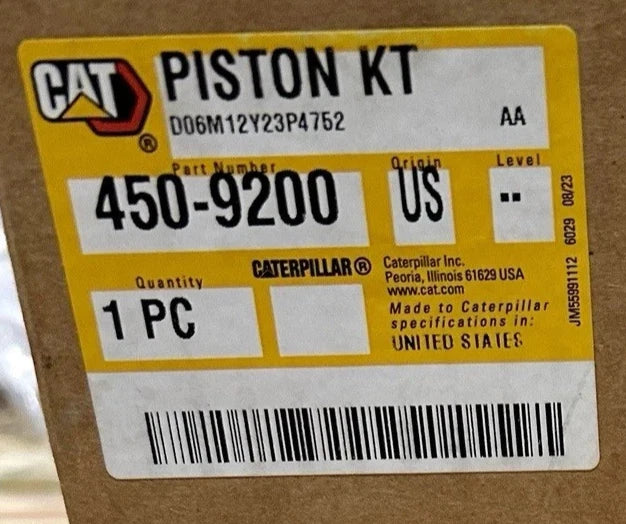 CAT
®
PISTON KT
D06M12Y23P4752
AA
Part Number
Origin
Level
450-9200
US
--
Quantity
1 PC
CATERPILLAR®
Caterpillar Inc.
Peoria, Illinois 61629 USA
www.cat.com
Made to Caterpillar
specifications in:
UNITED STATES
JM55991112 6029 08/23